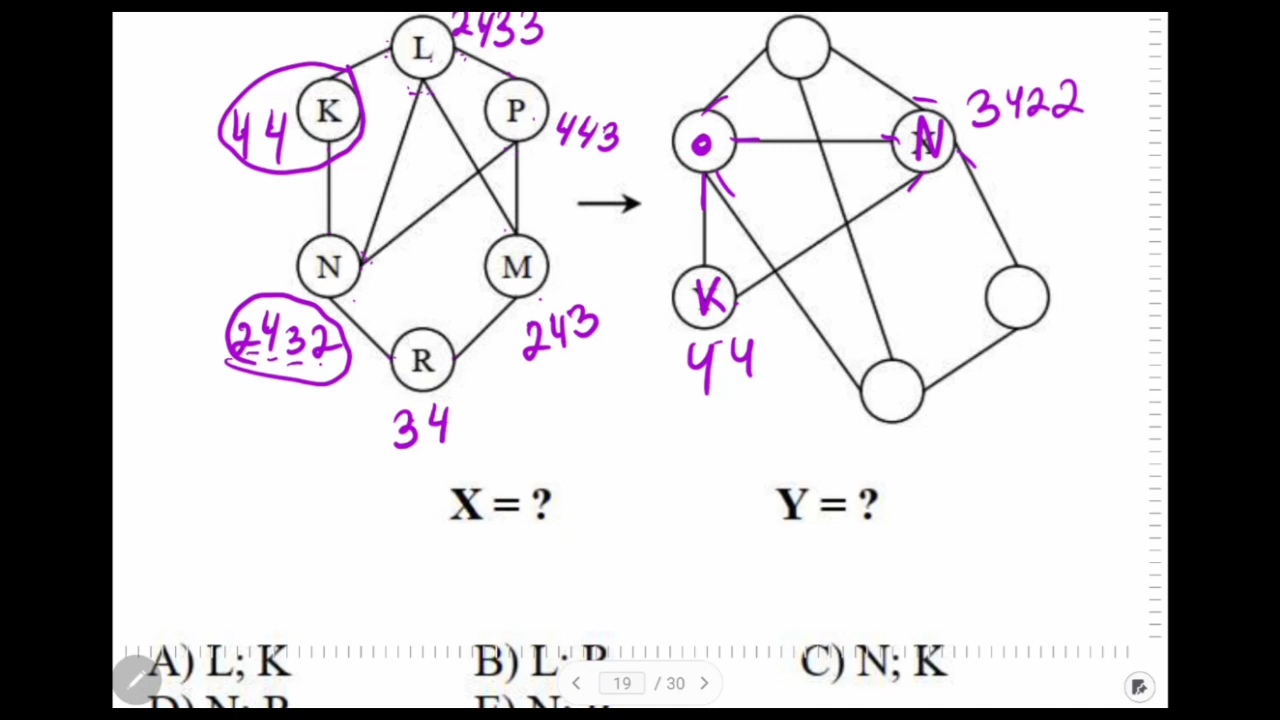 2433
L
K
44
P
443
3422
O
N
N
M
K
2432
243
44
R
34
X = ?
Y = ?
A) L; K
B) L;
C) N; K
19 / 30